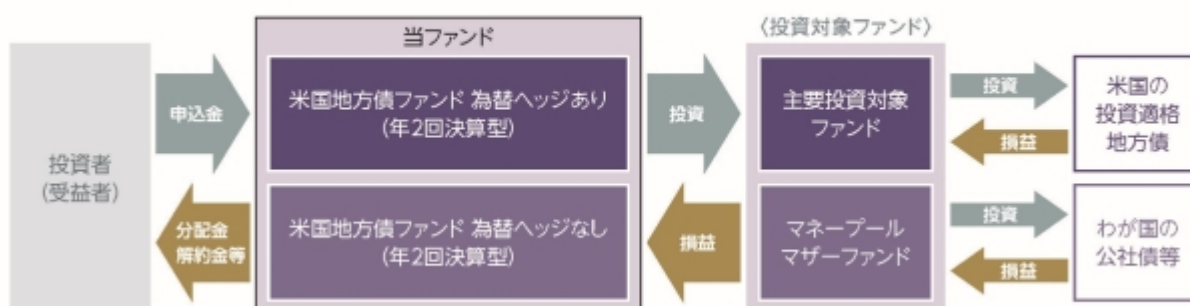 当ファンド
〈投資対象ファンド〉
投資者
(受益者)
申込金
分配金
解約金等
米国地方債ファンド 為替ヘッジあり
(年2回決算型)
米国地方債ファンド 為替ヘッジなし
(年2回決算型)
投資
損益
主要投資対象
ファンド
マネープール
マザーファンド
投資
損益
投資
損益
米国の
投資適格
地方債
わが国の
公社債等